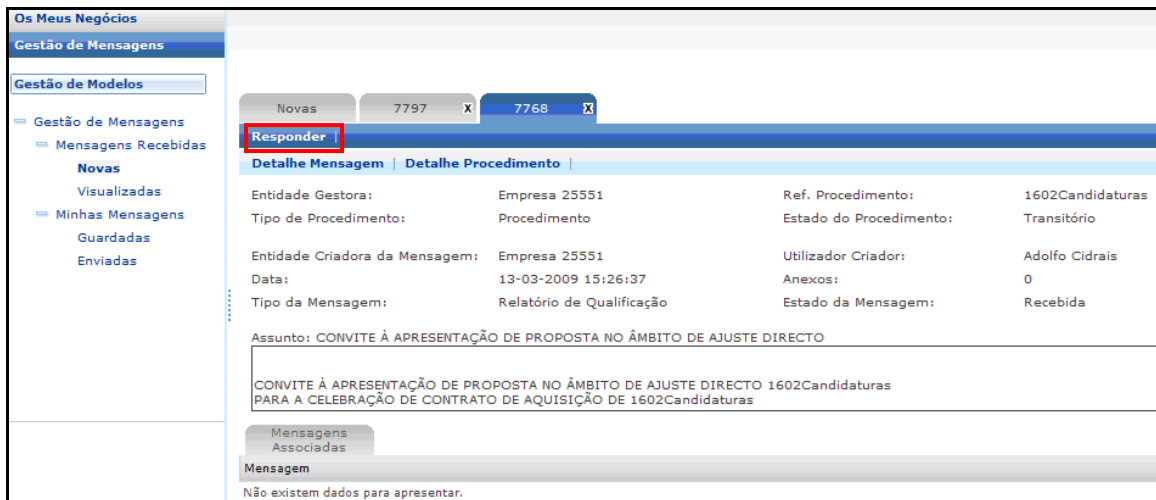 Os Meus Negócios
Gestão de Mensagens
Gestão de Modelos
Gestão de Mensagens
Mensagens Recebidas
Novas
Visualizadas
Minhas Mensagens
Guardadas
Enviadas
Novas 7797 X 7768 X
Responder |
Detalhe Mensagem | Detalhe Procedimento |
Entidade Gestora: Empresa 25551 Ref. Procedimento: 1602Candidaturas
Tipo de Procedimento: Procedimento Estado do Procedimento: Transitório
Entidade Criadora da Mensagem: Empresa 25551 Utilizador Criador: Adolfo Cidrais
Data: 13-03-2009 15:26:37 Anexos: 0
Tipo da Mensagem: Relatório de Qualificação Estado da Mensagem: Recebida
Assunto: CONVITE À APRESENTAÇÃO DE PROPOSTA NO ÂMBITO DE AJUSTE DIRECTO
CONVITE À APRESENTAÇÃO DE PROPOSTA NO ÂMBITO DE AJUSTE DIRECTO 1602Candidaturas
PARA A CELEBRAÇÃO DE CONTRATO DE AQUISIÇÃO DE 1602Candidaturas
Mensagens
Associadas
Mensagem
Não existem dados para apresentar.